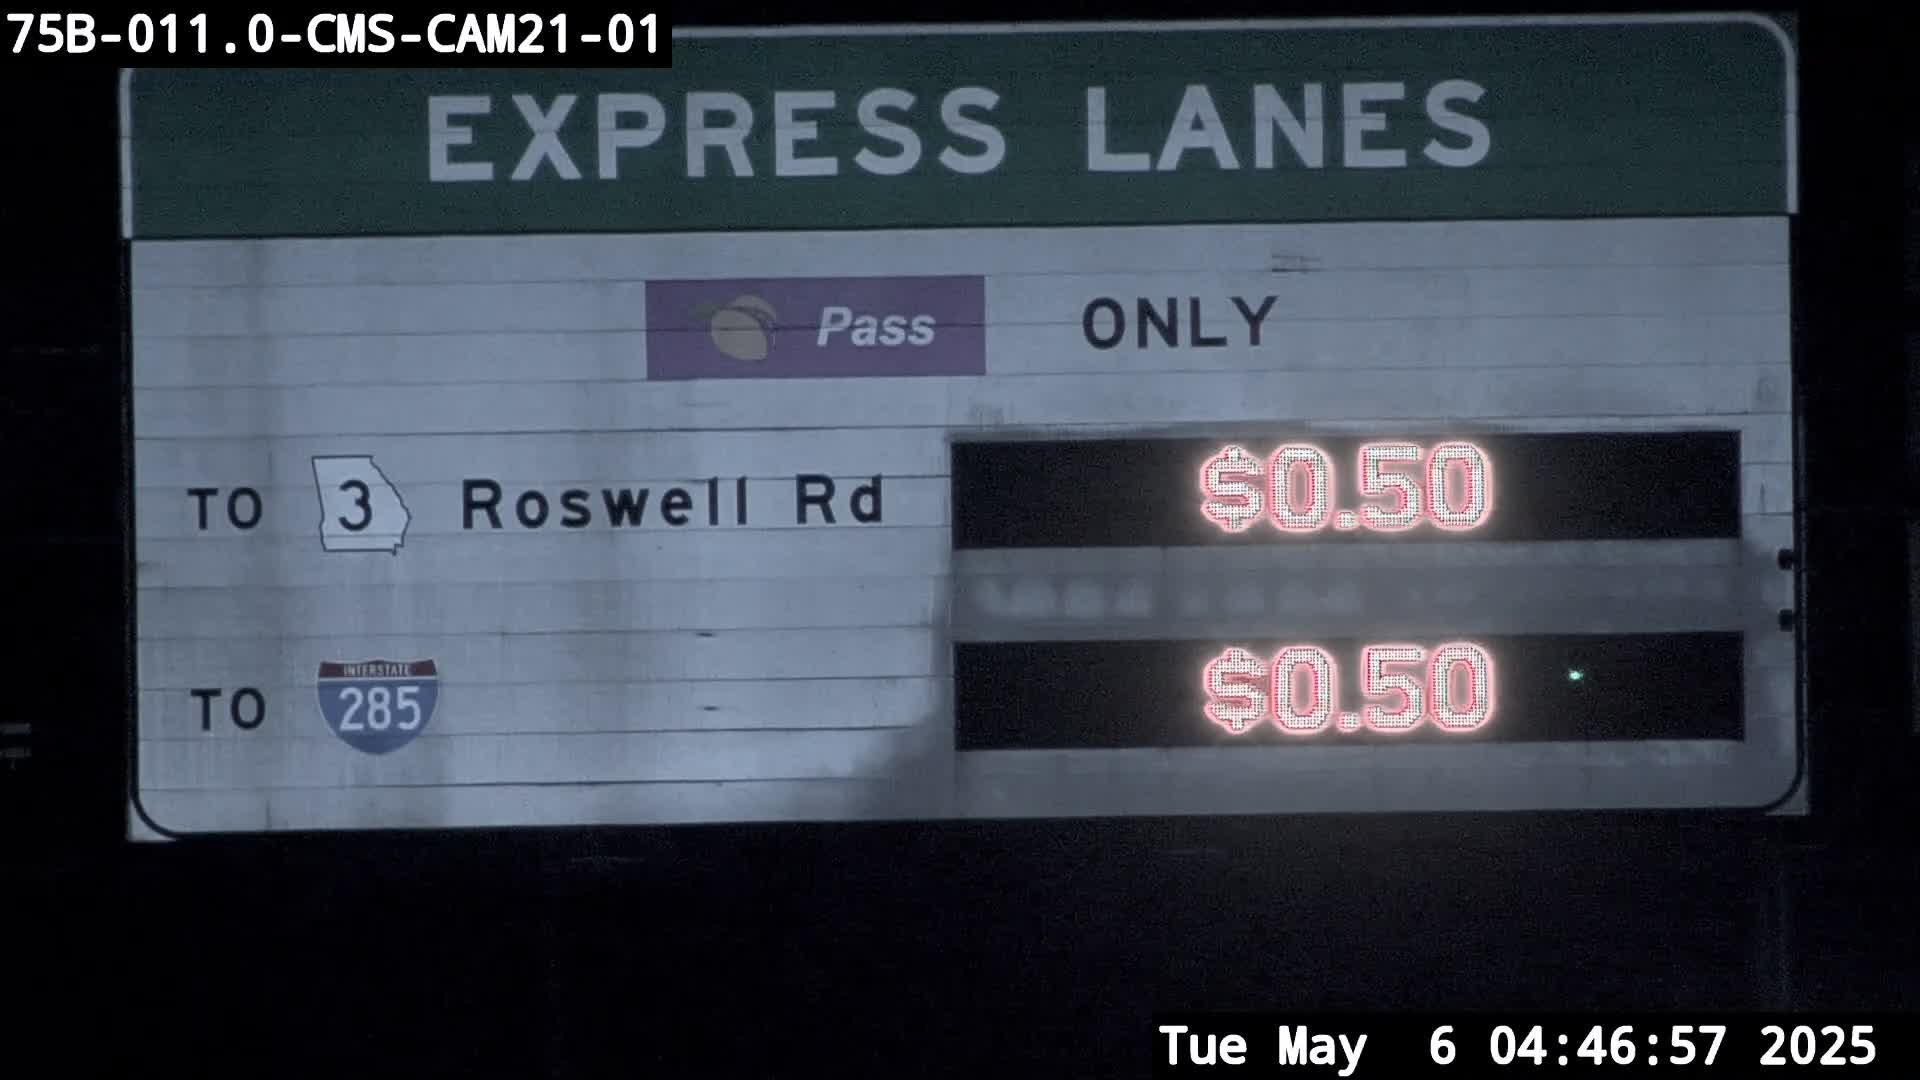 75B-011.0-CMS-CAM21-01
EXPRESS LANES
Pass ONLY
TO 3 Roswell Rd $0.50
INTERSTATE
TO 285 $0.50
Tue May 6 04:46:57 2025